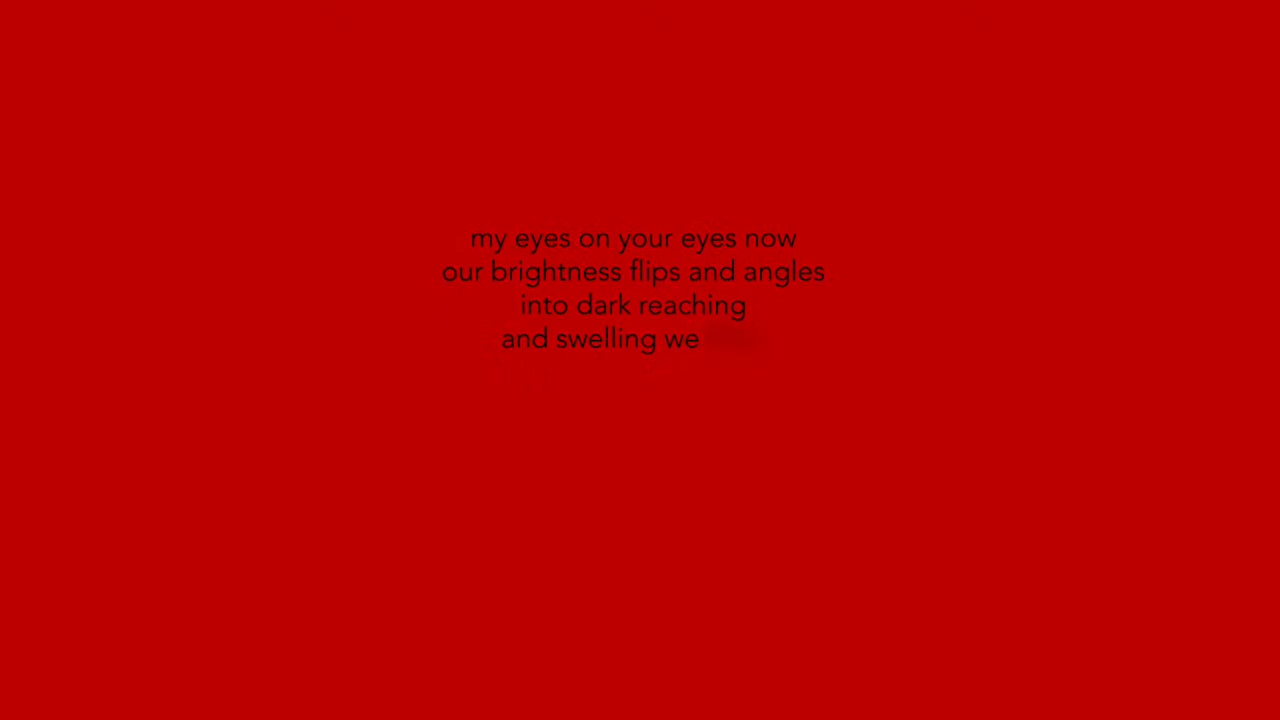 my eyes on your eyes now
our brightness flips and angles
into dark reaching
and swelling we